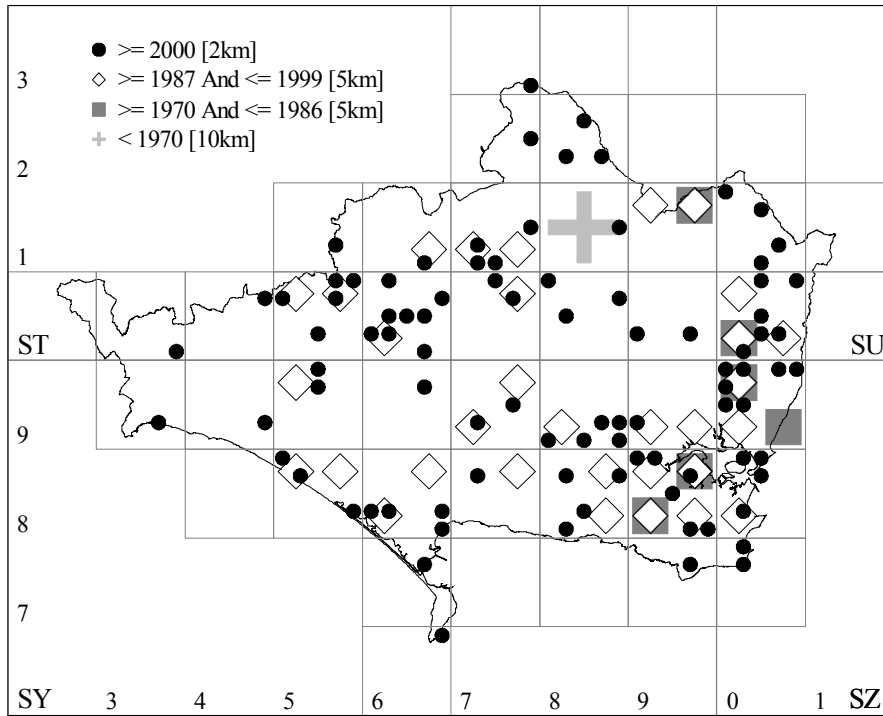 >= 2000 [2km]
>= 1987 And <= 1999 [5km]
>= 1970 And <= 1986 [5km]
< 1970 [10km]
3
2
1
ST
SU
9
8
7
SY 3 4 5 6 7 8 9 0 1 SZ